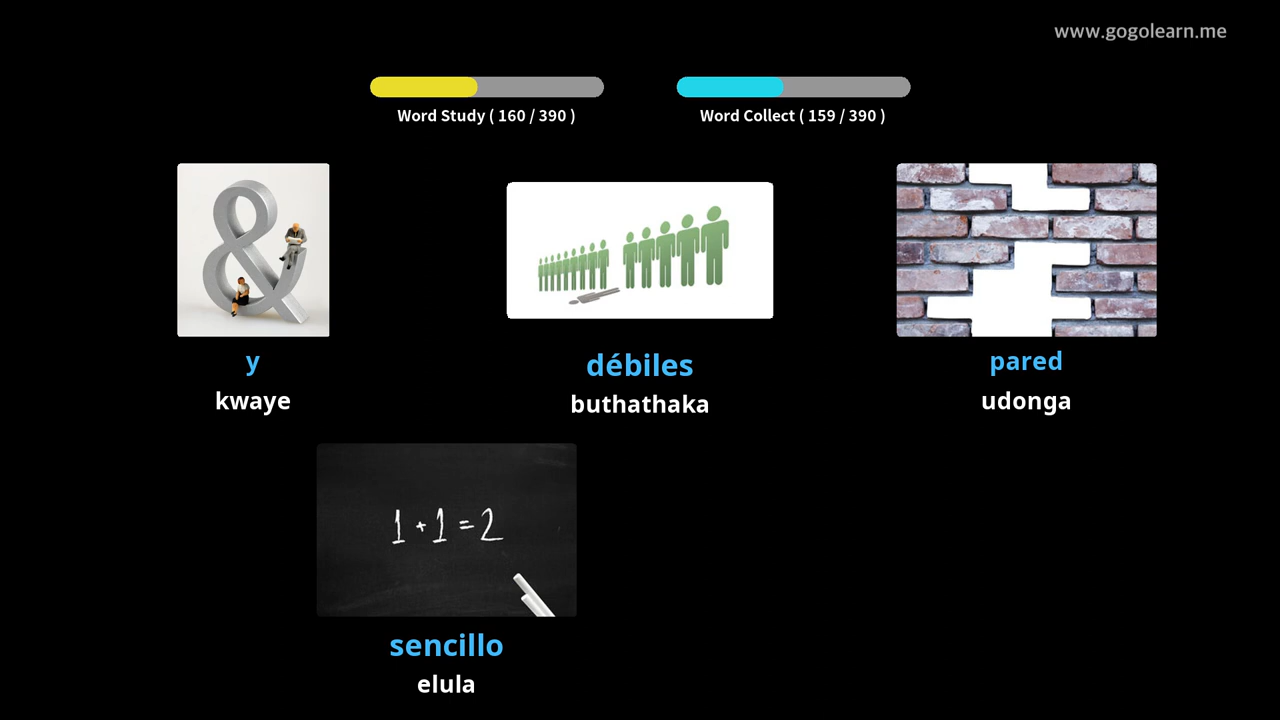 www.gogolearn.me
Word Study ( 160 / 390 )
Word Collect ( 159 / 390 )
&
y
kwaye
débiles
buthathaka
pared
udonga
1 + 1 = 2
sencillo
elula